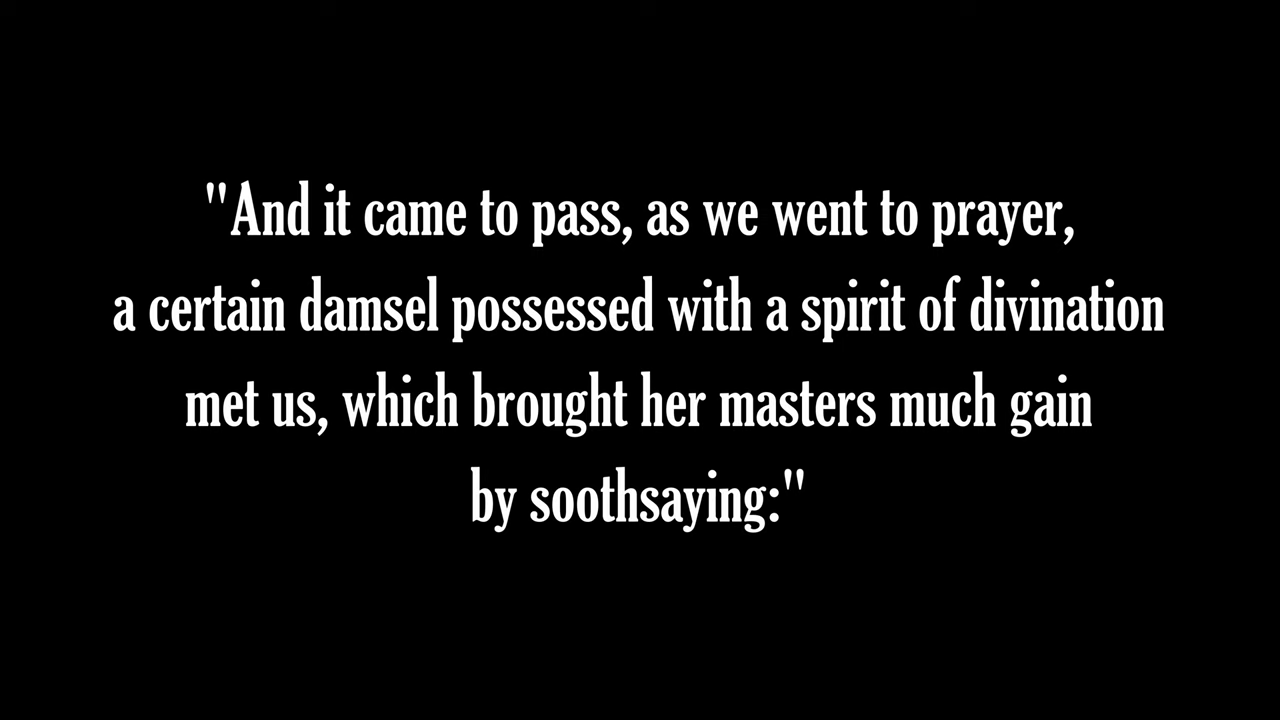 "And it came to pass, as we went to prayer,
a certain damsel possessed with a spirit of divination
met us, which brought her masters much gain
by soothsaying:"